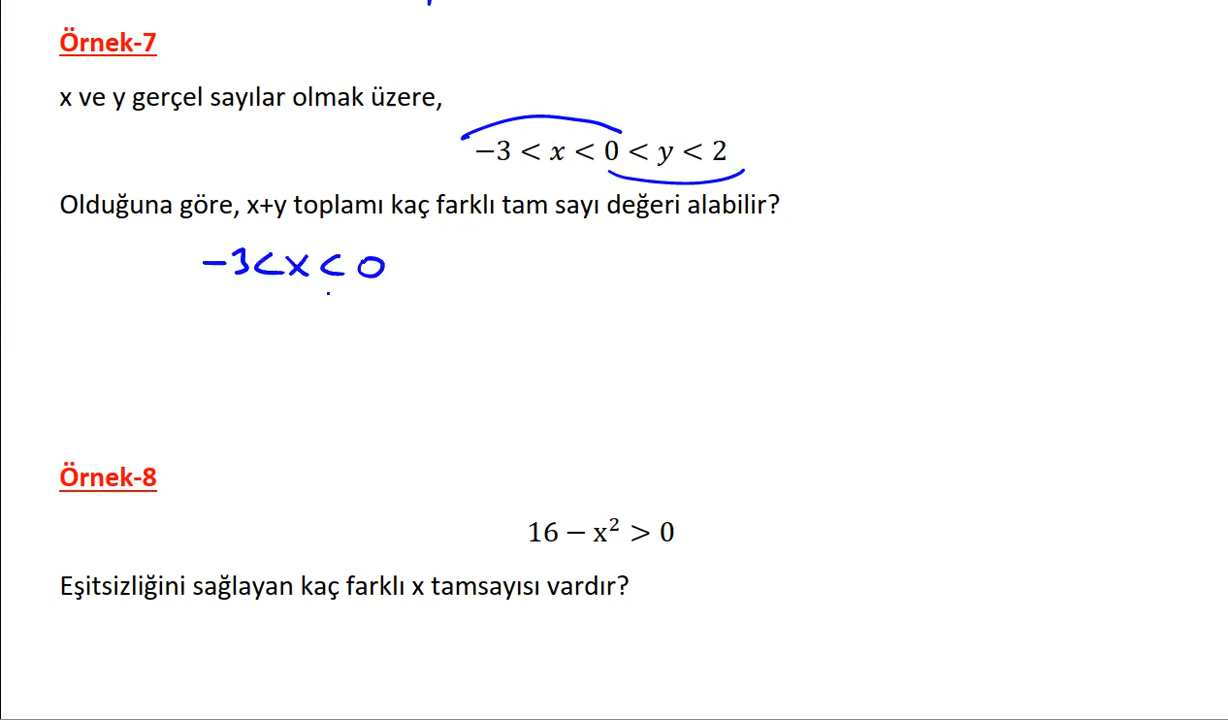 Örnek-7
x ve y gerçel sayılar olmak üzere,
−3 < x < 0 < y < 2
Olduğuna göre, x+y toplamı kaç farklı tam sayı değeri alabilir?
−3 < x < 0
Örnek-8
16 − x² > 0
Eşitsizliğini sağlayan kaç farklı x tamsayısı vardır?